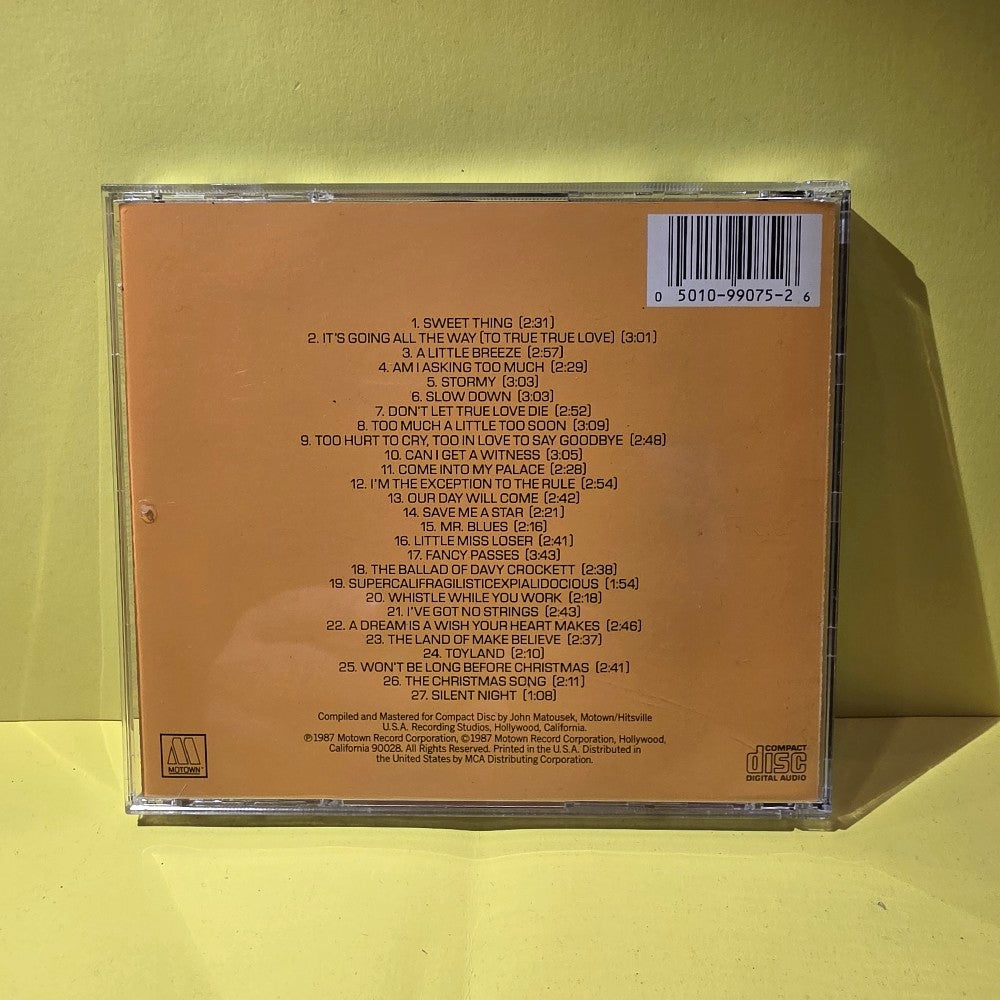 0 5010-99075-2 6
1. SWEET THING (2:31)
2. IT'S GOING ALL THE WAY (TO TRUE TRUE LOVE) (3:01)
3. A LITTLE BREEZE (2:57)
4. AM I ASKING TOO MUCH (2:29)
5. STORMY (3:03)
6. SLOW DOWN (3:03)
7. DON'T LET TRUE LOVE DIE (2:52)
8. TOO MUCH A LITTLE TOO SOON (3:09)
9. TOO HURT TO CRY, TOO IN LOVE TO SAY GOODBYE (2:48)
10. CAN I GET A WITNESS (3:05)
11. COME INTO MY PALACE (2:28)
12. I'M THE EXCEPTION TO THE RULE (2:54)
13. OUR DAY WILL COME (2:42)
14. SAVE ME A STAR (2:21)
15. MR. BLUES (2:16)
16. LITTLE MISS LOSER (2:41)
17. FANCY PASSES (3:43)
18. THE BALLAD OF DAVY CROCKETT (2:38)
19. SUPERCALIFRAGILISTICEXPIALIDOCIOUS (1:54)
20. WHISTLE WHILE YOU WORK (2:18)
21. I'VE GOT NO STRINGS (2:43)
22. A DREAM IS A WISH YOUR HEART MAKES (2:46)
23. THE LAND OF MAKE BELIEVE (2:37)
24. TOYLAND (2:10)
25. WON'T BE LONG BEFORE CHRISTMAS (2:41)
26. THE CHRISTMAS SONG (2:11)
27. SILENT NIGHT (1:08)
Compiled and Mastered for Compact Disc by John Matousek, Motown/Hitsville
U.S.A. Recording Studios, Hollywood, California.
℗1987 Motown Record Corporation, ©1987 Motown Record Corporation, Hollywood,
California 90028. All Rights Reserved. Printed in the U.S.A. Distributed in
the United States by MCA Distributing Corporation.
M
MOTOWN
COMPACT
disc
DIGITAL AUDIO